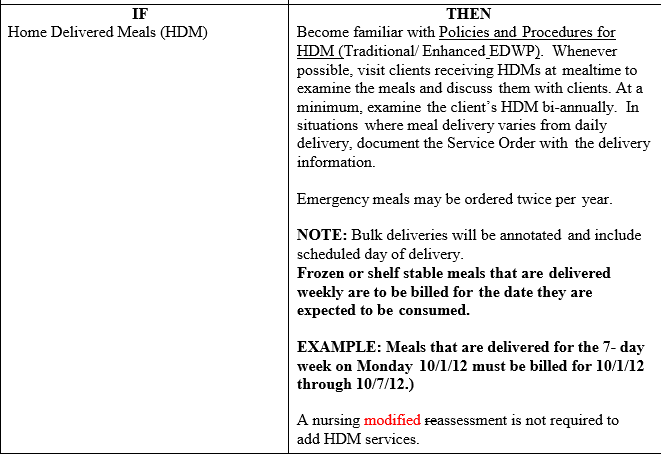 IF
THEN
Home Delivered Meals (HDM)
Become familiar with Policies and Procedures for
HDM (Traditional/ Enhanced EDWP).  Whenever
possible, visit clients receiving HDMs at mealtime to
examine the meals and discuss them with clients. At a
minimum, examine the client's HDM bi-annually.  In
situations where meal delivery varies from daily
delivery, document the Service Order with the delivery
information.
Emergency meals may be ordered twice per year.
NOTE: Bulk deliveries will be annotated and include
scheduled day of delivery.
Frozen or shelf stable meals that are delivered
weekly are to be billed for the date they are
expected to be consumed.
EXAMPLE: Meals that are delivered for the 7- day
week on Monday 10/1/12 must be billed for 10/1/12
through 10/7/12.)
A nursing modified reassessment is not required to
add HDM services.